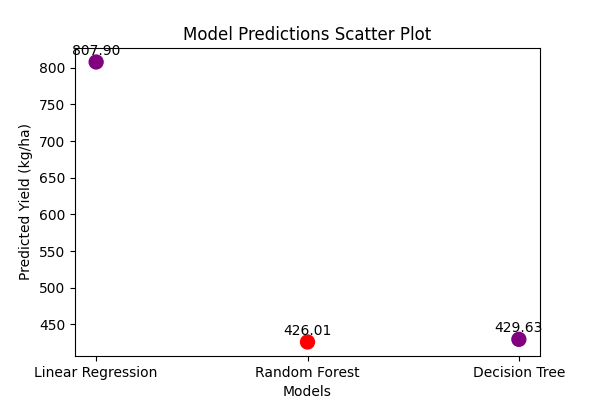 Model Predictions Scatter Plot
807.90
800
750
700
650
600
550
500
450
Predicted Yield (kg/ha)
426.01
429.63
Linear Regression
Random Forest
Decision Tree
Models